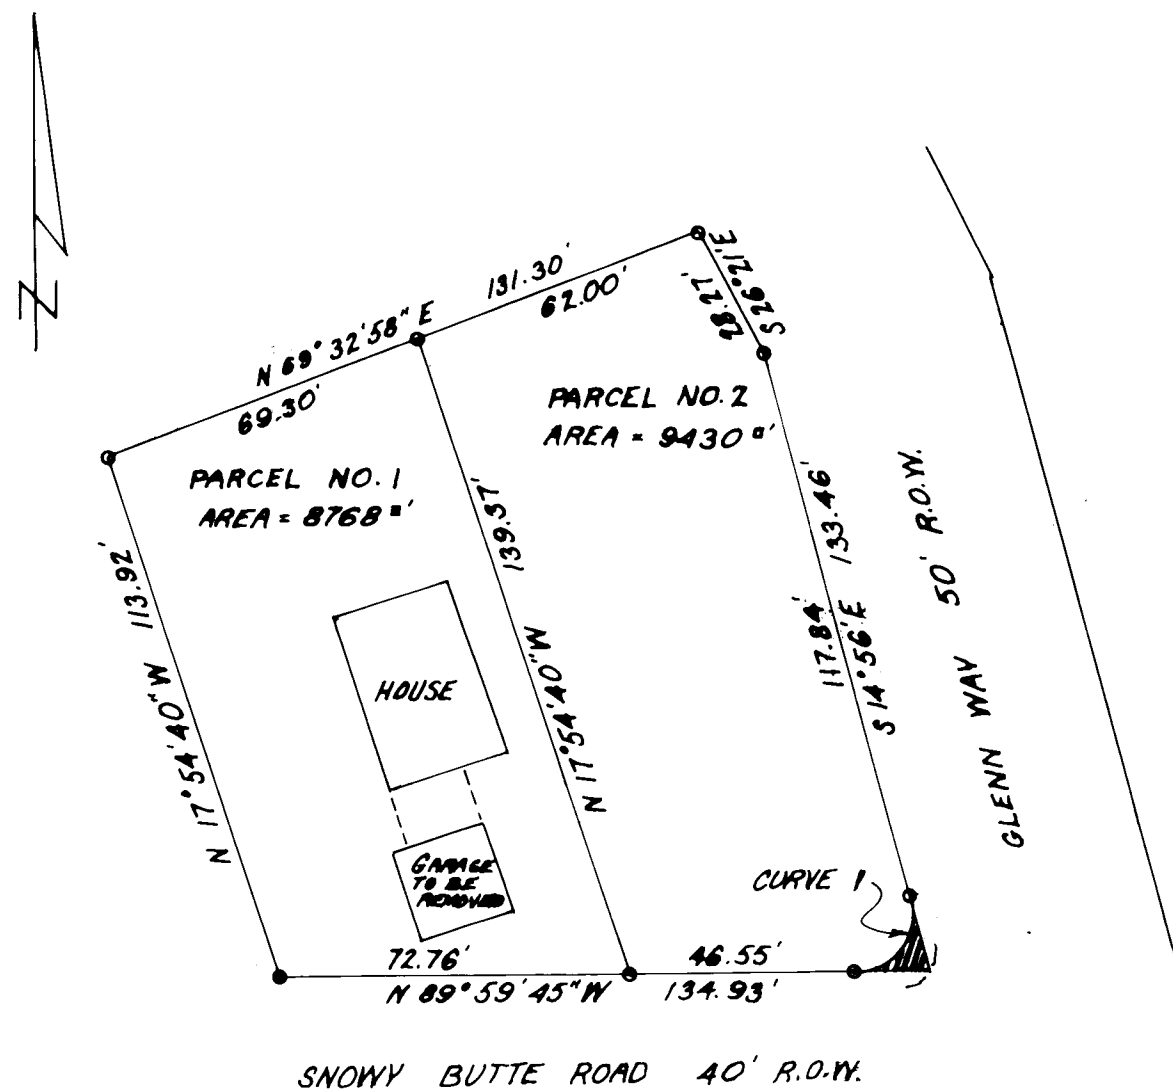 N
131.30'
62.00'
N 69° 32' 58" E
69.30'
28.27'
S 26° 21' E
PARCEL NO. 2
AREA = 9430 □'
PARCEL NO. 1
AREA = 8768 □'
N 17° 54' 40" W 113.92'
139.37'
N 17° 54' 40" W
117.84' 133.46'
S 14° 56' E
GLENN WAY 50' R.O.W.
HOUSE
GARAGE
TO BE
REMOVED
CURVE 1
72.76'
46.55'
N 89° 59' 45" W
134.93'
SNOWY BUTTE ROAD 40' R.O.W.